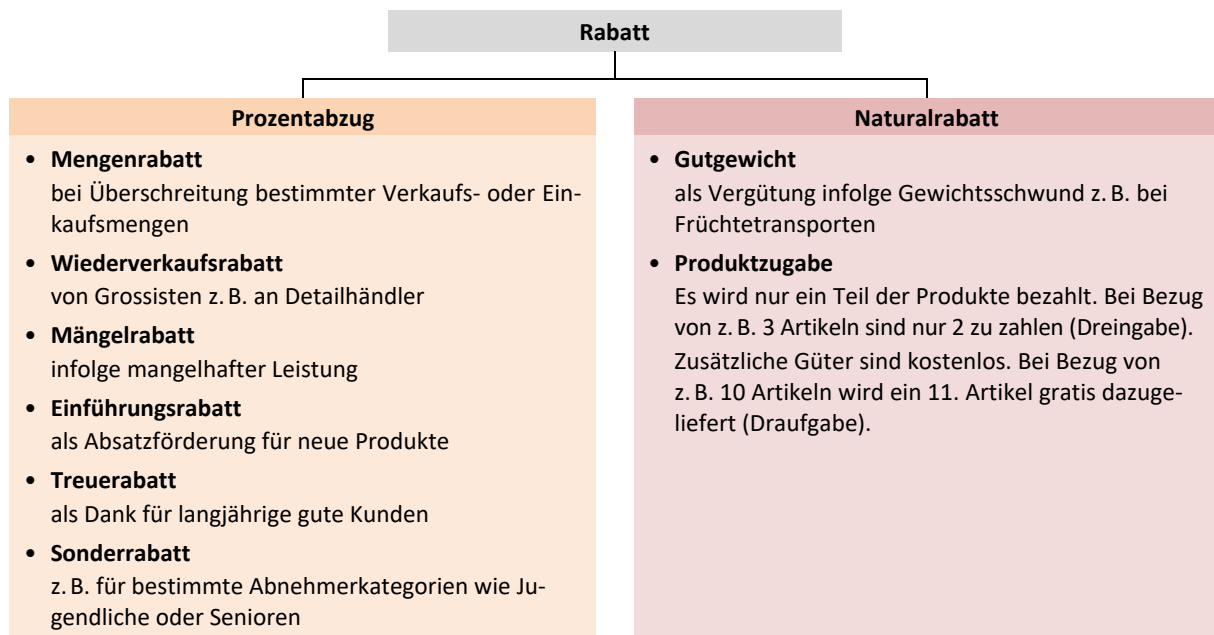 Rabatt
Prozentabzug
• Mengenrabatt
bei Überschreitung bestimmter Verkaufs- oder Ein-
kaufsmengen
• Wiederverkaufsrabatt
von Grossisten z. B. an Detailhändler
• Mängelrabatt
infolge mangelhafter Leistung
• Einführungsrabatt
als Absatzförderung für neue Produkte
• Treuerabatt
als Dank für langjährige gute Kunden
• Sonderrabatt
z. B. für bestimmte Abnehmerkategorien wie Ju-
gendliche oder Senioren
Naturalrabatt
• Gutgewicht
als Vergütung infolge Gewichtsschwund z. B. bei
Früchtetransporten
• Produktzugabe
Es wird nur ein Teil der Produkte bezahlt. Bei Bezug
von z. B. 3 Artikeln sind nur 2 zu zahlen (Dreingabe).
Zusätzliche Güter sind kostenlos. Bei Bezug von
z. B. 10 Artikeln wird ein 11. Artikel gratis dazuge-
liefert (Draufgabe).